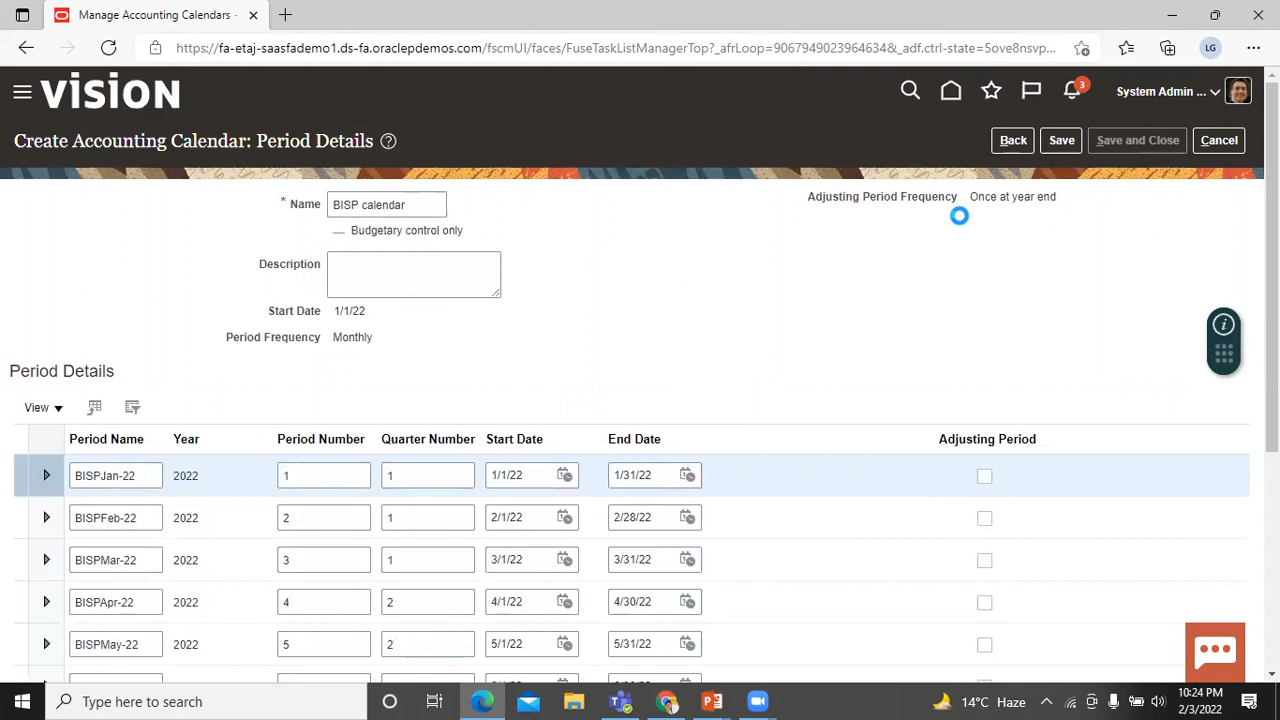 Manage Accounting Calendars -
https://fa-etaj-saasfademo1.ds-fa.oraclepdemos.com/fscmUI/faces/FuseTaskListManagerTop?_afrLoop=90679490239646​34&_adf.ctrl-state=5ove8nsvp...
LG
VISION
3
System Admin ...
Create Accounting Calendar: Period Details
Back
Save
Save and Close
Cancel
* Name
BISP calendar
Adjusting Period Frequency
Once at year end
Budgetary control only
Description
Start Date
1/1/22
Period Frequency
Monthly
Period Details
View
Period Name Year Period Number Quarter Number Start Date End Date Adjusting Period
BISPJan-22 2022 1 1 1/1/22 1/31/22
BISPFeb-22 2022 2 1 2/1/22 2/28/22
BISPMar-22 2022 3 1 3/1/22 3/31/22
BISPApr-22 2022 4 2 4/1/22 4/30/22
BISPMay-22 2022 5 2 5/1/22 5/31/22
Type here to search
14°C Haze
10:24 PM
2/3/2022